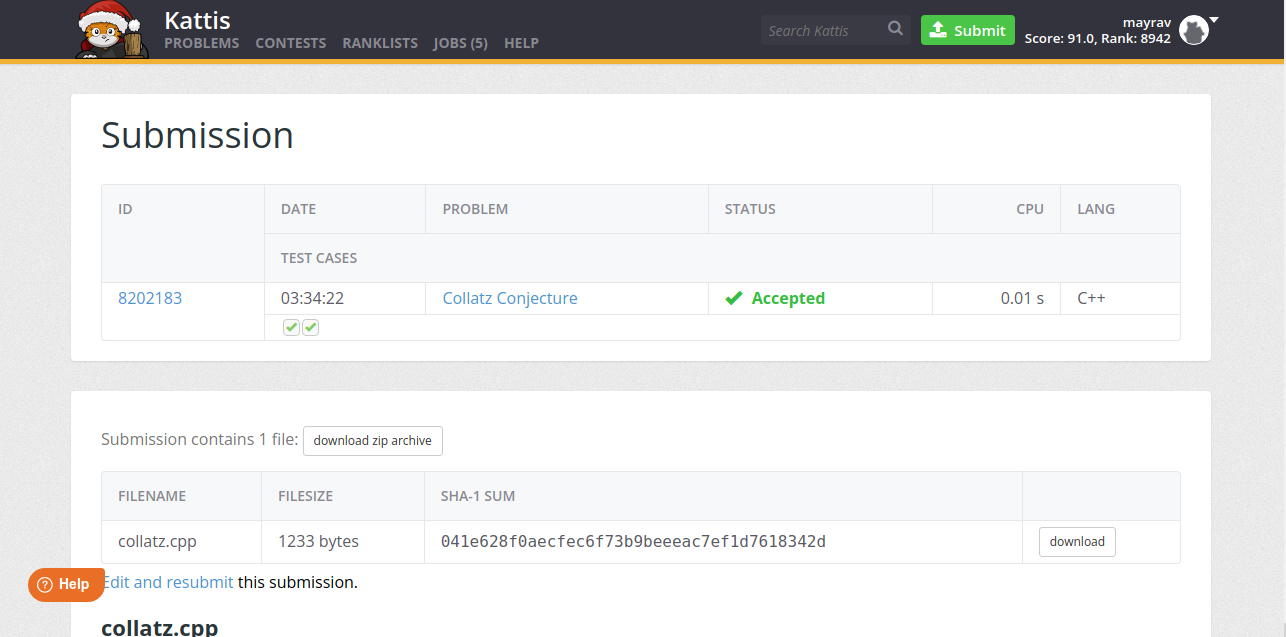 Kattis
PROBLEMS CONTESTS RANKLISTS JOBS (5) HELP
Search Kattis
Submit
mayrav
Score: 91.0, Rank: 8942
Submission
ID DATE PROBLEM STATUS CPU LANG
TEST CASES
8202183 03:34:22 Collatz Conjecture Accepted 0.01 s C++
Submission contains 1 file: download zip archive
FILENAME FILESIZE SHA-1 SUM
collatz.cpp 1233 bytes 041e628f0aecfec6f73b9beeeac7ef1d7618342d download
Edit and resubmit this submission.
Help
collatz.cpp